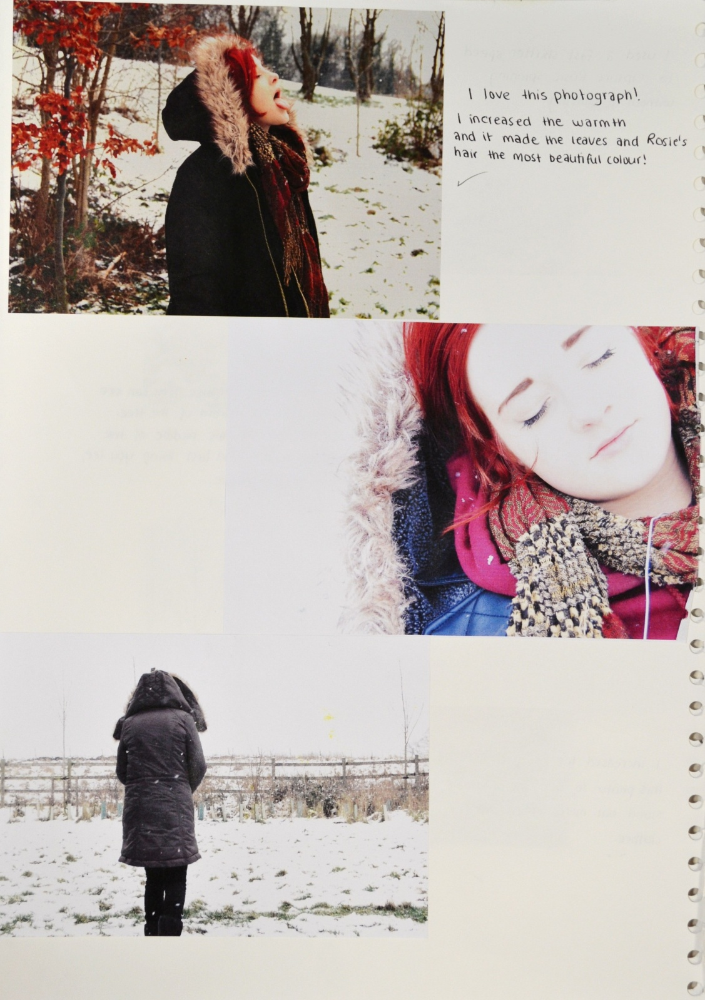 I love this photograph!
I increased the warmth
and it made the leaves and Rosie's
hair the most beautiful colour!